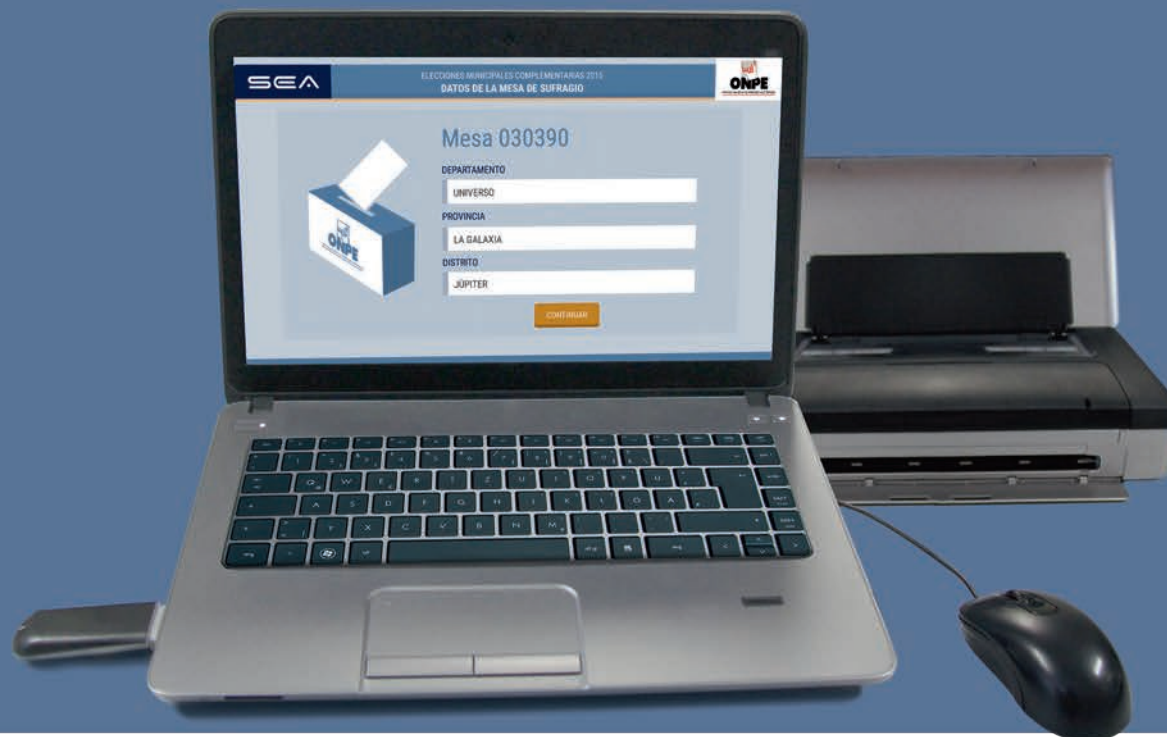 SEA
ELECCIONES MUNICIPALES COMPLEMENTARIAS 2015
DATOS DE LA MESA DE SUFRAGIO
ONPE
Mesa 030390
DEPARTAMENTO
UNIVERSO
PROVINCIA
LA GALAXIA
DISTRITO
JÚPITER
CONTINUAR
ONPE
Q W E R T Z U I O P Ü
A S D F G H J K L Ö Ä
Y X C V B N M